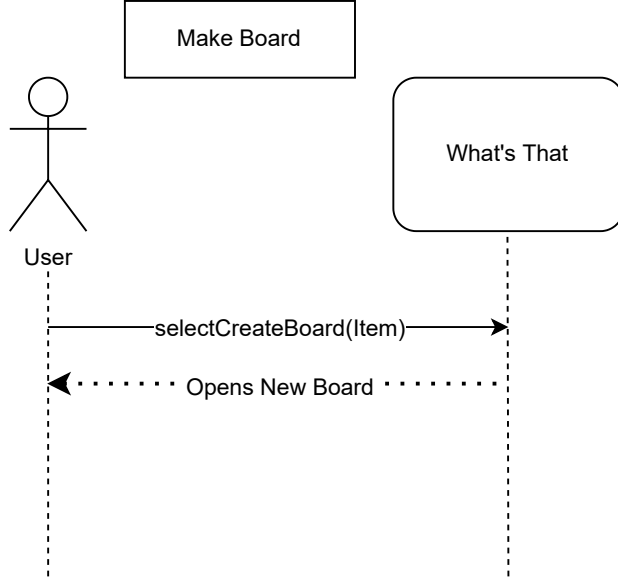 Make Board
What's That
User
selectCreateBoard(Item)
Opens New Board